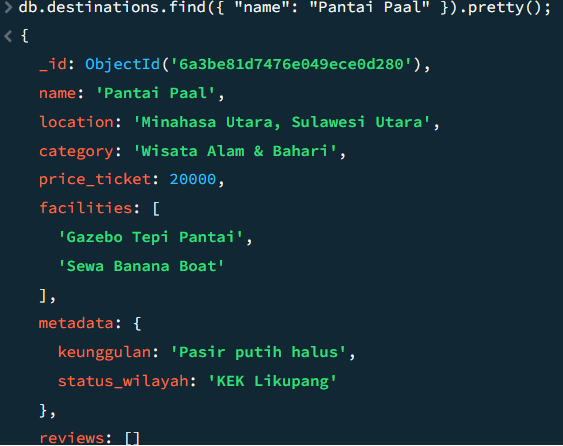 >db.destinations.find({ "name": "Pantai Paal" }).pretty();
< {
_id: ObjectId('6a3be81d7476e049ece0d280'),
name: 'Pantai Paal',
location: 'Minahasa Utara, Sulawesi Utara',
category: 'Wisata Alam & Bahari',
price_ticket: 20000,
facilities: [
'Gazebo Tepi Pantai',
'Sewa Banana Boat'
],
metadata: {
keunggulan: 'Pasir putih halus',
status_wilayah: 'KEK Likupang'
},
reviews: []